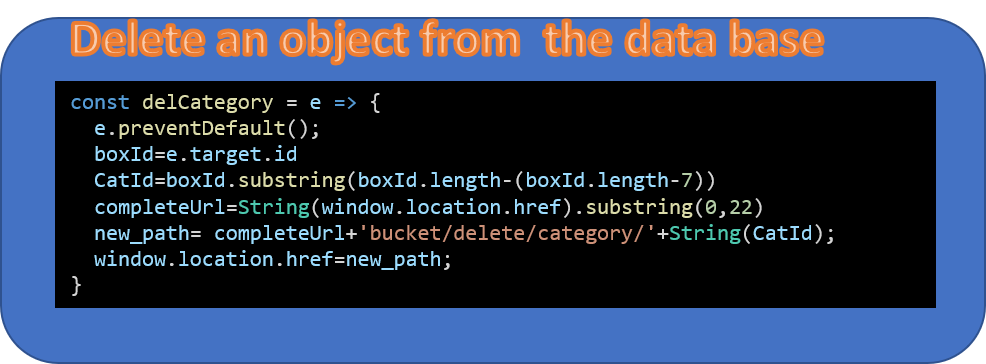 Delete an object from  the data base
const delCategory = e => {
  e.preventDefault();
  boxId=e.target.id
  CatId=boxId.substring(boxId.length-(boxId.length-7))
  completeUrl=String(window.location.href).substring(0,22)
  new_path= completeUrl+'bucket/delete/category/'+String(CatId);
  window.location.href=new_path;
}